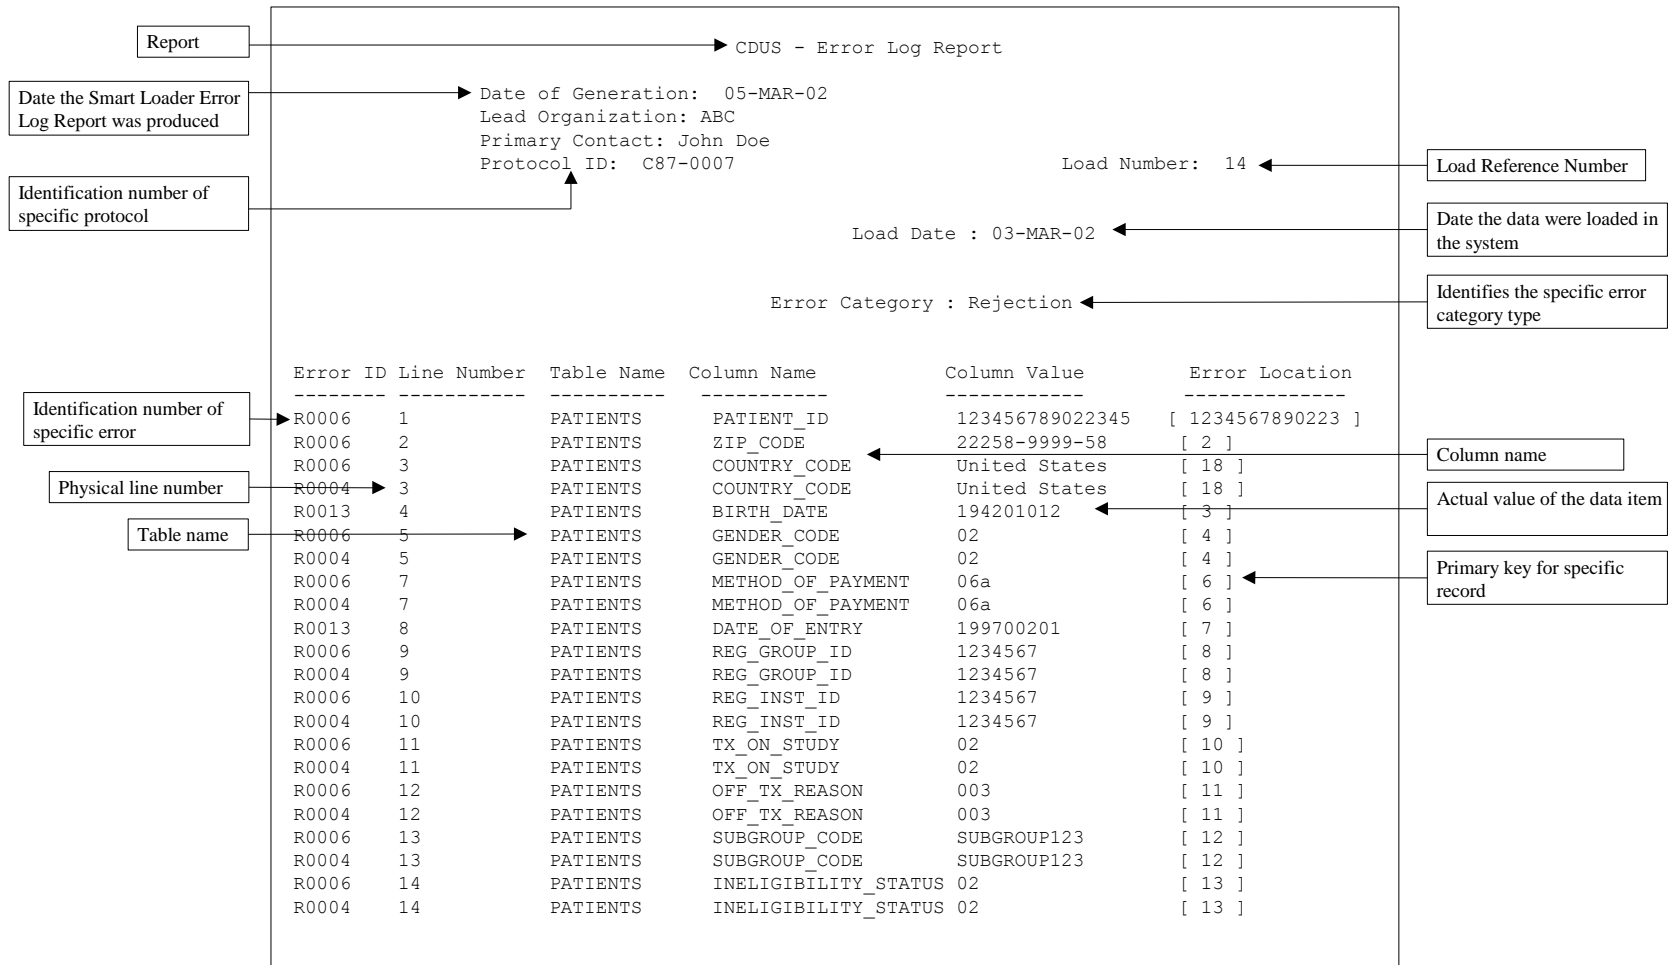 Report
CDUS - Error Log Report
Date the Smart Loader Error
Log Report was produced
Date of Generation:  05-MAR-02
Lead Organization: ABC
Primary Contact: John Doe
Protocol ID:  C87-0007
Load Number:  14
Load Reference Number
Identification number of
specific protocol
Load Date : 03-MAR-02
Date the data were loaded in
the system
Error Category : Rejection
Identifies the specific error
category type
Error ID Line Number  Table Name  Column Name  Column Value  Error Location
-------- -----------  ----------  -----------  ------------  --------------
Identification number of
specific error
R0006 1 PATIENTS PATIENT_ID 123456789022345 [ 1234567890223 ]
R0006 2 PATIENTS ZIP_CODE 22258-9999-58 [ 2 ]
R0006 3 PATIENTS COUNTRY_CODE United States [ 18 ]
Column name
Physical line number
R0004 3 PATIENTS COUNTRY_CODE United States [ 18 ]
R0013 4 PATIENTS BIRTH_DATE 194201012 [ 3 ]
Actual value of the data item
Table name
R0006 5 PATIENTS GENDER_CODE 02 [ 4 ]
R0004 5 PATIENTS GENDER_CODE 02 [ 4 ]
R0006 7 PATIENTS METHOD_OF_PAYMENT 06a [ 6 ]
Primary key for specific
record
R0004 7 PATIENTS METHOD_OF_PAYMENT 06a [ 6 ]
R0013 8 PATIENTS DATE_OF_ENTRY 199700201 [ 7 ]
R0006 9 PATIENTS REG_GROUP_ID 1234567 [ 8 ]
R0004 9 PATIENTS REG_GROUP_ID 1234567 [ 8 ]
R0006 10 PATIENTS REG_INST_ID 1234567 [ 9 ]
R0004 10 PATIENTS REG_INST_ID 1234567 [ 9 ]
R0006 11 PATIENTS TX_ON_STUDY 02 [ 10 ]
R0004 11 PATIENTS TX_ON_STUDY 02 [ 10 ]
R0006 12 PATIENTS OFF_TX_REASON 003 [ 11 ]
R0004 12 PATIENTS OFF_TX_REASON 003 [ 11 ]
R0006 13 PATIENTS SUBGROUP_CODE SUBGROUP123 [ 12 ]
R0004 13 PATIENTS SUBGROUP_CODE SUBGROUP123 [ 12 ]
R0006 14 PATIENTS INELIGIBILITY_STATUS 02 [ 13 ]
R0004 14 PATIENTS INELIGIBILITY_STATUS 02 [ 13 ]